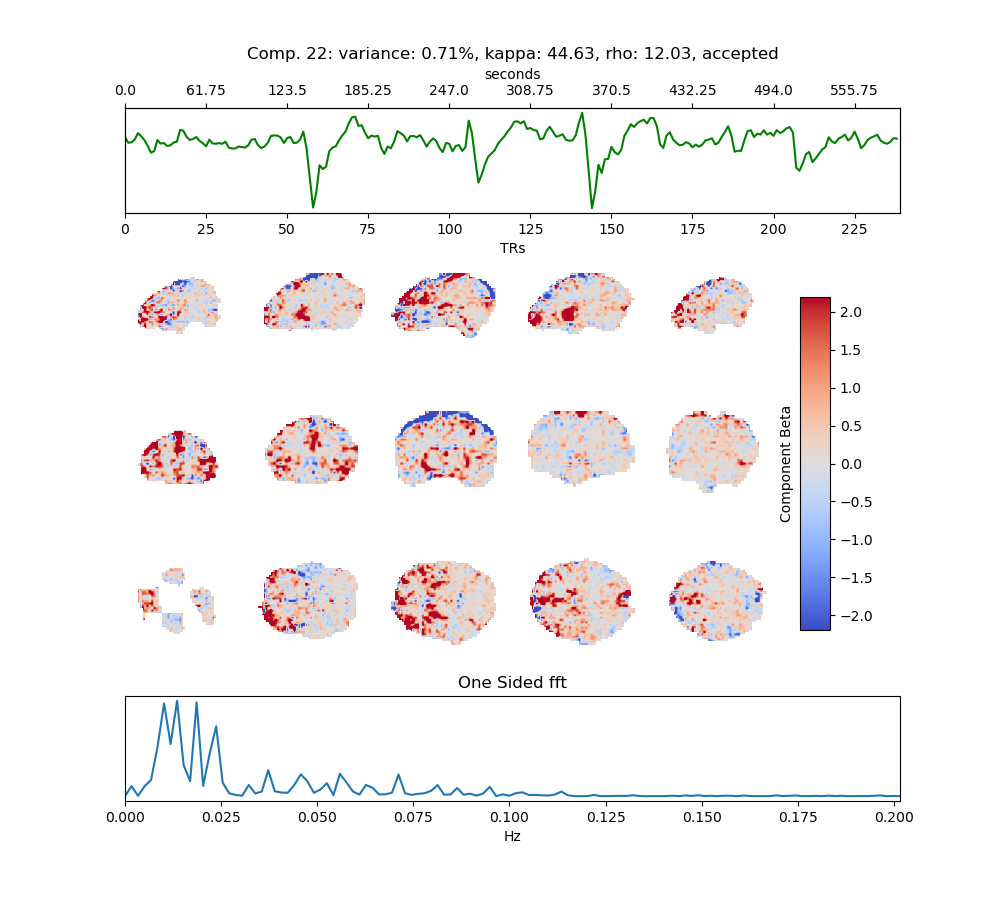 Comp. 22: variance: 0.71%, kappa: 44.63, rho: 12.03, accepted
seconds
0.0 61.75 123.5 185.25 247.0 308.75 370.5 432.25 494.0 555.75
0 25 50 75 100 125 150 175 200 225
TRs
2.0
1.5
1.0
0.5
0.0
−0.5
−1.0
−1.5
−2.0
Component Beta
One Sided fft
0.000 0.025 0.050 0.075 0.100 0.125 0.150 0.175 0.200
Hz